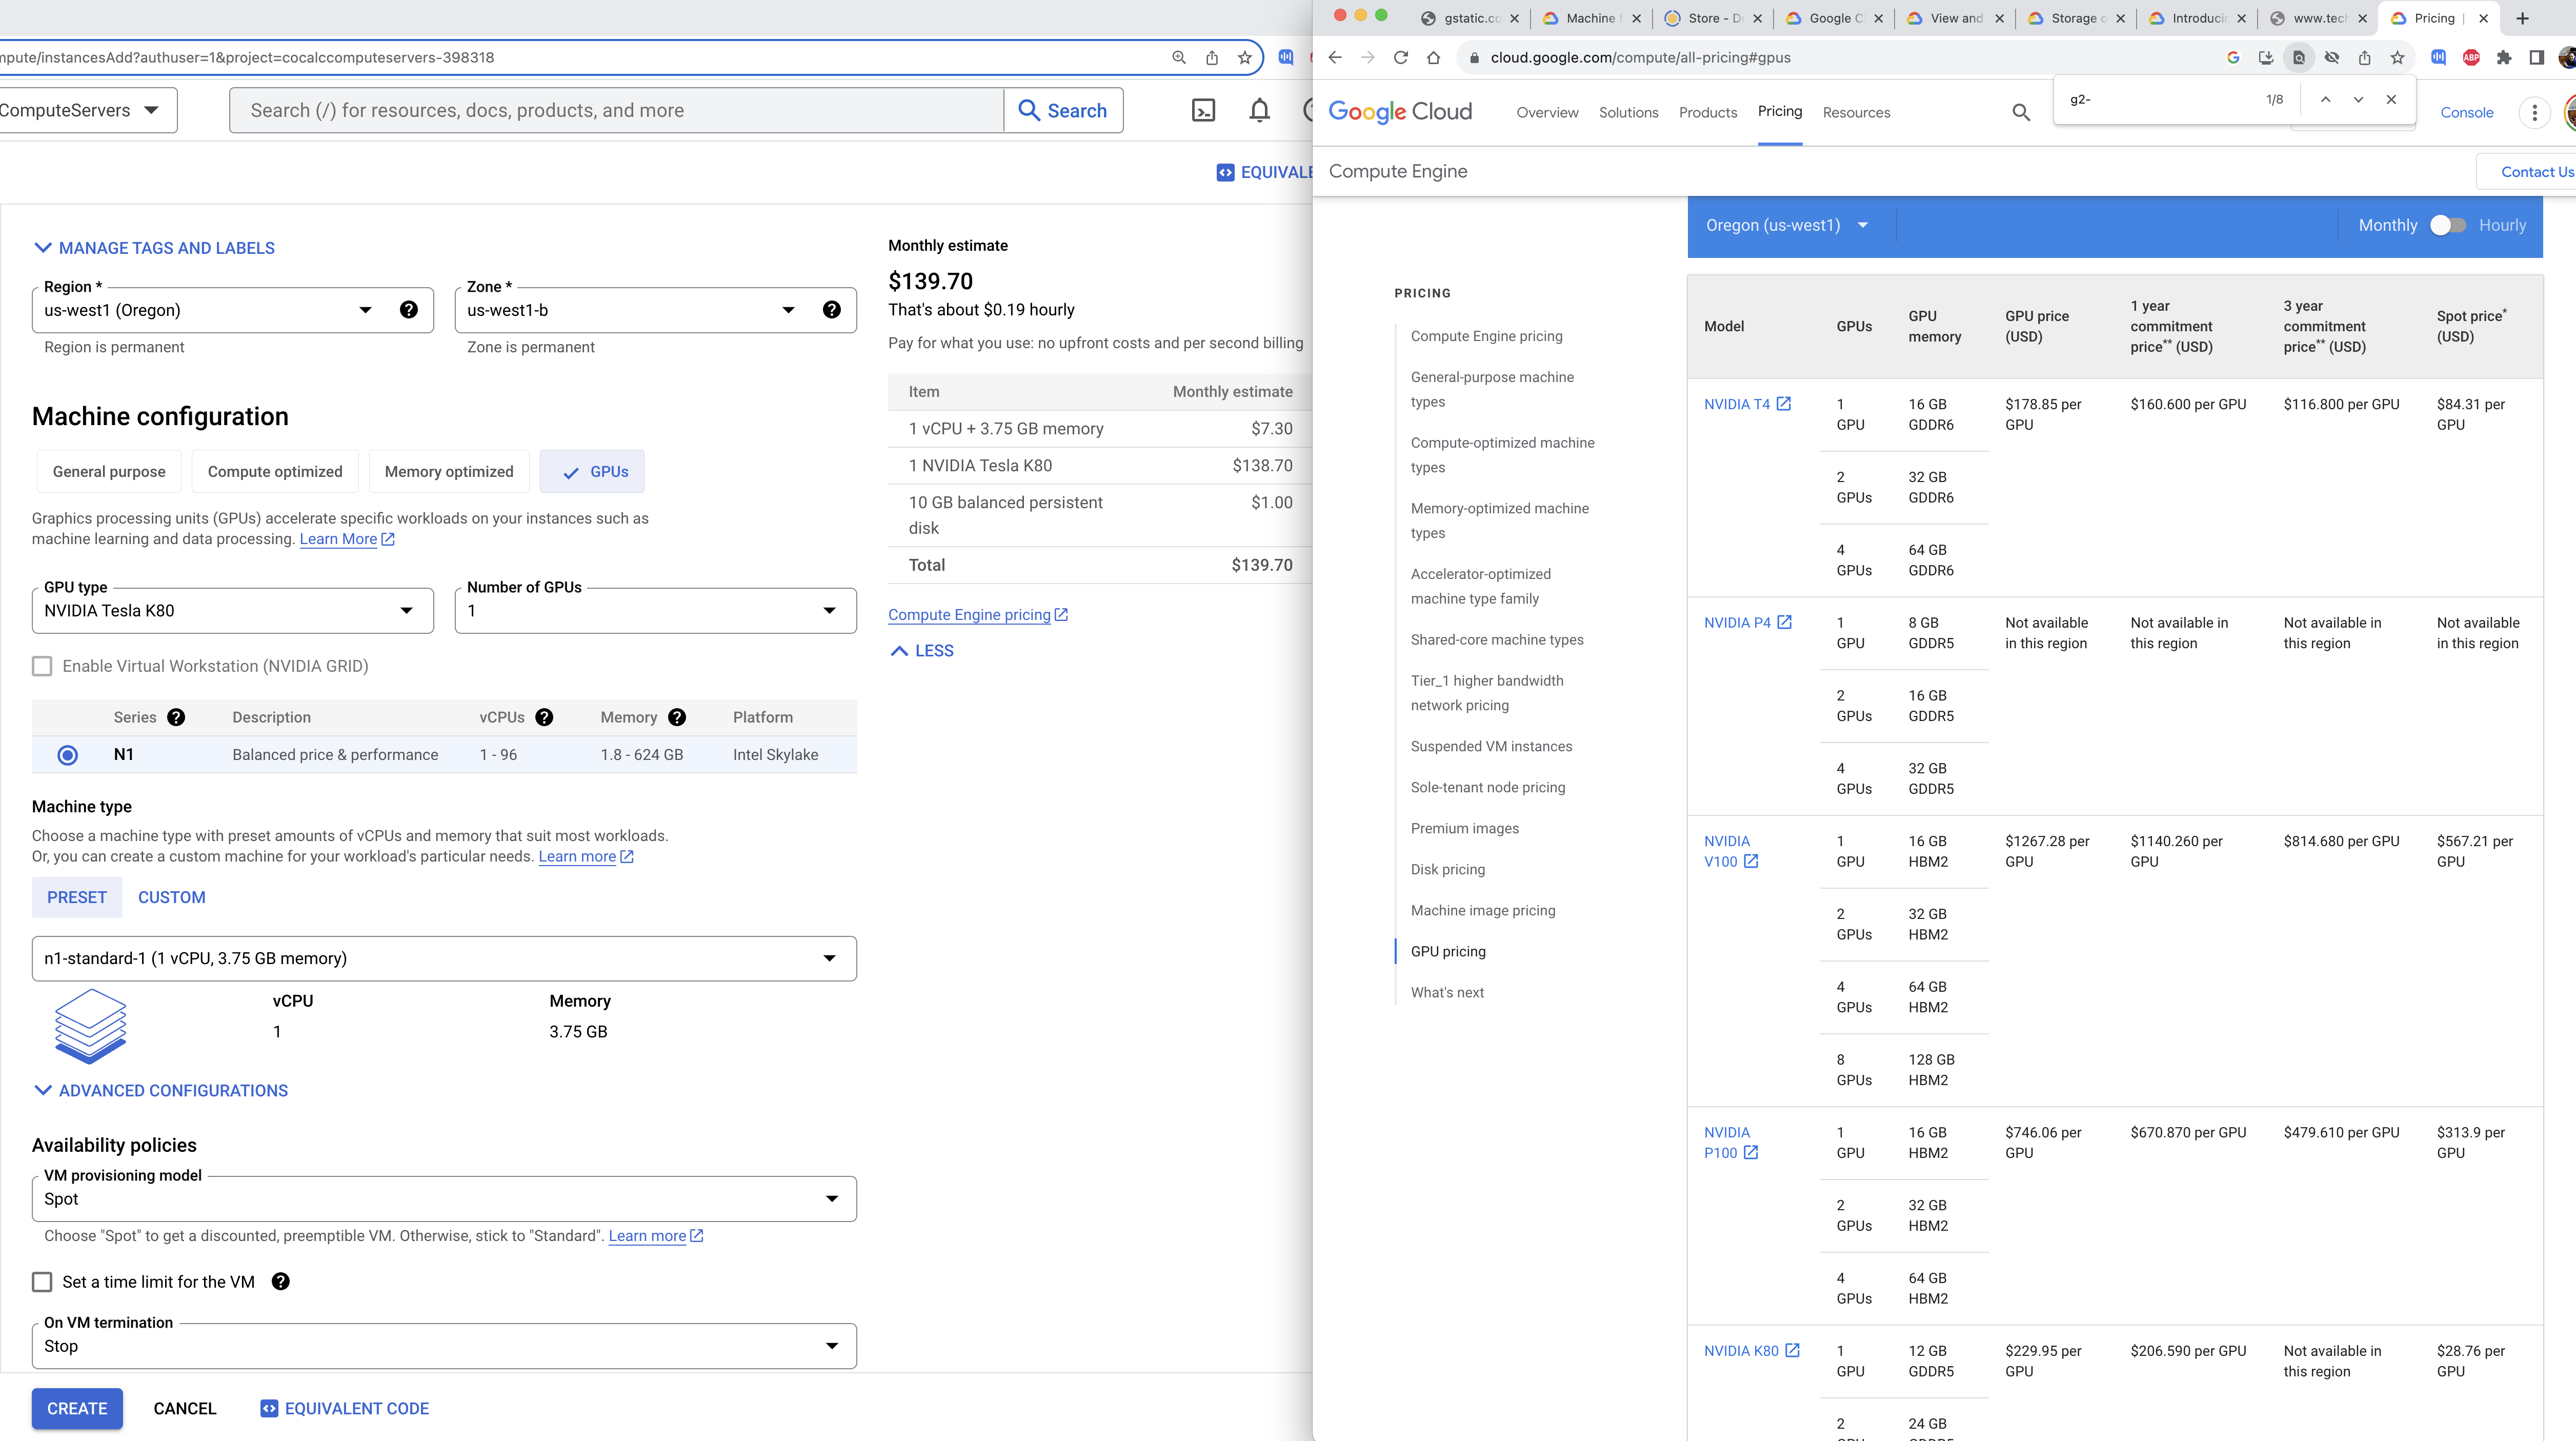 mpute/instancesAdd?authuser=1&project=cocalccomputeservers-398318
ComputeServers
Search (/) for resources, docs, products, and more
Search
EQUIVALE
MANAGE TAGS AND LABELS
Region *
us-west1 (Oregon)
Region is permanent
Zone *
us-west1-b
Zone is permanent
Machine configuration
General purpose
Compute optimized
Memory optimized
GPUs
Graphics processing units (GPUs) accelerate specific workloads on your instances such as
machine learning and data processing. Learn More
GPU type
NVIDIA Tesla K80
Number of GPUs
1
Enable Virtual Workstation (NVIDIA GRID)
Series Description vCPUs Memory Platform
N1 Balanced price & performance 1 - 96 1.8 - 624 GB Intel Skylake
Machine type
Choose a machine type with preset amounts of vCPUs and memory that suit most workloads.
Or, you can create a custom machine for your workload's particular needs. Learn more
PRESET
CUSTOM
n1-standard-1 (1 vCPU, 3.75 GB memory)
vCPU
1
Memory
3.75 GB
ADVANCED CONFIGURATIONS
Availability policies
VM provisioning model
Spot
Choose "Spot" to get a discounted, preemptible VM. Otherwise, stick to "Standard". Learn more
Set a time limit for the VM
On VM termination
Stop
CREATE
CANCEL
EQUIVALENT CODE
Monthly estimate
$139.70
That's about $0.19 hourly
Pay for what you use: no upfront costs and per second billing
Item Monthly estimate
1 vCPU + 3.75 GB memory $7.30
1 NVIDIA Tesla K80 $138.70
10 GB balanced persistent
disk
$1.00
Total $139.70
Compute Engine pricing
LESS
gstatic.co
Machine
Store - D
Google C
View and
Storage o
Introducin
www.tech
Pricing
cloud.google.com/compute/all-pricing#gpus
ABP
g2-
1/8
Google Cloud
Overview
Solutions
Products
Pricing
Resources
Console
Compute Engine
Contact Us
PRICING
Compute Engine pricing
General-purpose machine
types
Compute-optimized machine
types
Memory-optimized machine
types
Accelerator-optimized
machine type family
Shared-core machine types
Tier_1 higher bandwidth
network pricing
Suspended VM instances
Sole-tenant node pricing
Premium images
Disk pricing
Machine image pricing
GPU pricing
What's next
Oregon (us-west1)
Monthly
Hourly
Model
GPUs
GPU
memory
GPU price
(USD)
1 year
commitment
price** (USD)
3 year
commitment
price** (USD)
Spot price*
(USD)
NVIDIA T4
1
GPU
16 GB
GDDR6
$178.85 per
GPU
$160.600 per GPU
$116.800 per GPU
$84.31 per
GPU
2
GPUs
32 GB
GDDR6
4
GPUs
64 GB
GDDR6
NVIDIA P4
1
GPU
8 GB
GDDR5
Not available
in this region
Not available in
this region
Not available in
this region
Not available
in this region
2
GPUs
16 GB
GDDR5
4
GPUs
32 GB
GDDR5
NVIDIA
V100
1
GPU
16 GB
HBM2
$1267.28 per
GPU
$1140.260 per
GPU
$814.680 per GPU
$567.21 per
GPU
2
GPUs
32 GB
HBM2
4
GPUs
64 GB
HBM2
8
GPUs
128 GB
HBM2
NVIDIA
P100
1
GPU
16 GB
HBM2
$746.06 per
GPU
$670.870 per GPU
$479.610 per GPU
$313.9 per
GPU
2
GPUs
32 GB
HBM2
4
GPUs
64 GB
HBM2
NVIDIA K80
1
GPU
12 GB
GDDR5
$229.95 per
GPU
$206.590 per GPU
Not available in
this region
$28.76 per
GPU
2
24 GB